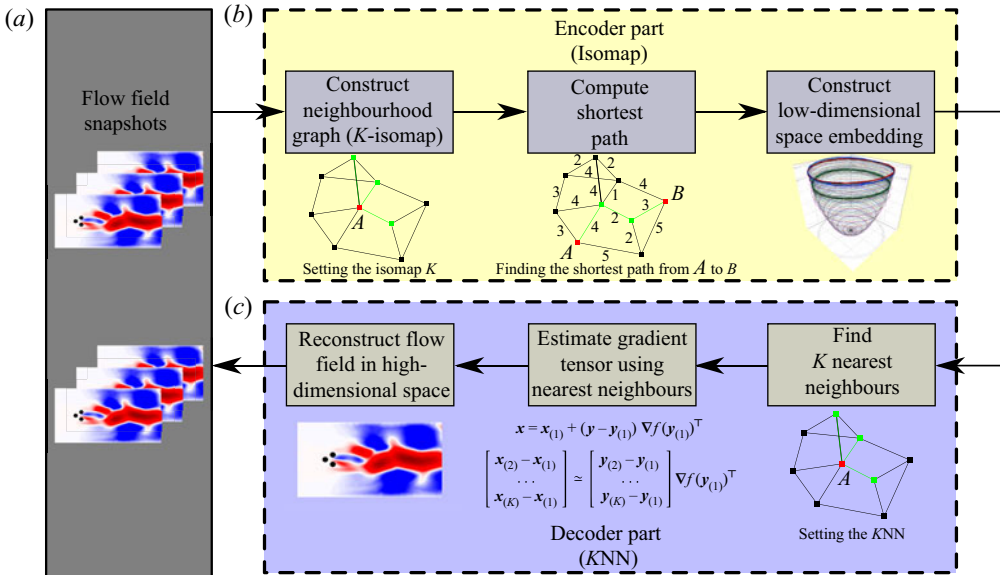 (a)
Flow field
snapshots
(b)
Encoder part
(Isomap)
Construct
neighbourhood
graph (K-isomap)
Compute
shortest
path
Construct
low-dimensional
space embedding
A
Setting the isomap K
2
2
4
3
4
4
1
4
3
B
3
4
2
5
A
5
Finding the shortest path from A to B
(c)
Reconstruct flow
field in high-
dimensional space
Estimate gradient
tensor using
nearest neighbours
Find
K nearest
neighbours
x = x(1) + (y – y(1)) ∇f (y(1))⊤
x(2) – x(1) y(2) – y(1)
... ≃ ... ∇f (y(1))⊤
x(K) – x(1) y(K) – y(1)
A
Setting the KNN
Decoder part
(KNN)